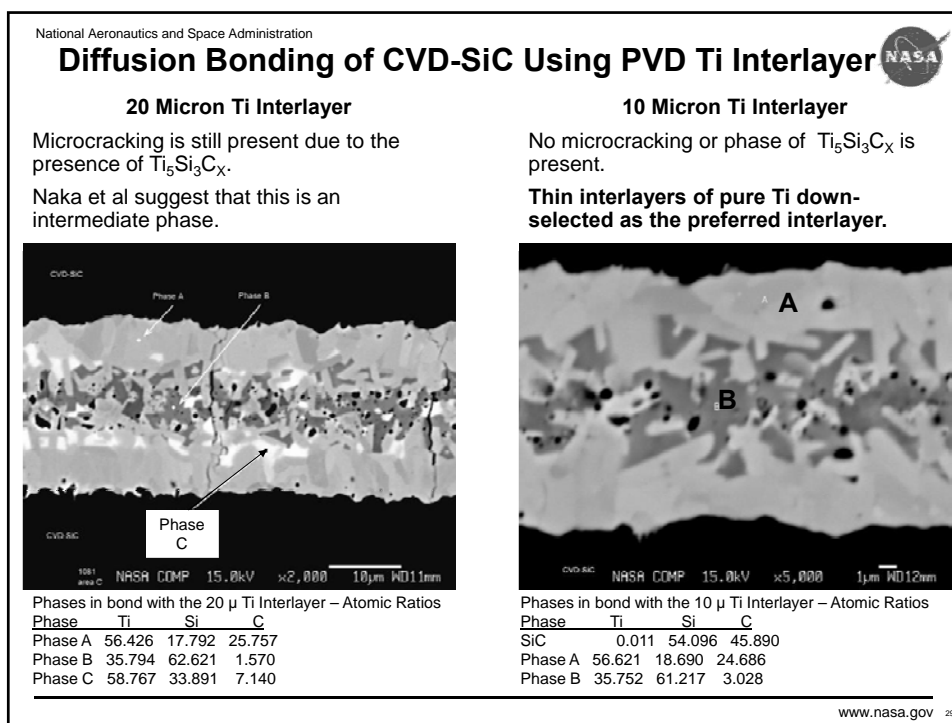 National Aeronautics and Space Administration
Diffusion Bonding of CVD-SiC Using PVD Ti Interlayer
NASA
20 Micron Ti Interlayer
Microcracking is still present due to the
presence of Ti5Si3CX.
Naka et al suggest that this is an
intermediate phase.
10 Micron Ti Interlayer
No microcracking or phase of Ti5Si3CX is
present.
Thin interlayers of pure Ti down-
selected as the preferred interlayer.
CVD-SiC
Phase A
Phase B
Phase
C
CVD-SiC
1081
area C
NASA COMP 15.0kV x2,000 10µm WD11mm
A
A
B
B
CVD-SiC
NASA COMP 15.0kV x5,000 1µm WD12mm
Phases in bond with the 20 µ Ti Interlayer – Atomic Ratios
Phase Ti Si C
Phase A 56.426 17.792 25.757
Phase B 35.794 62.621 1.570
Phase C 58.767 33.891 7.140
Phases in bond with the 10 µ Ti Interlayer – Atomic Ratios
Phase Ti Si C
SiC 0.011 54.096 45.890
Phase A 56.621 18.690 24.686
Phase B 35.752 61.217 3.028
www.nasa.gov 29